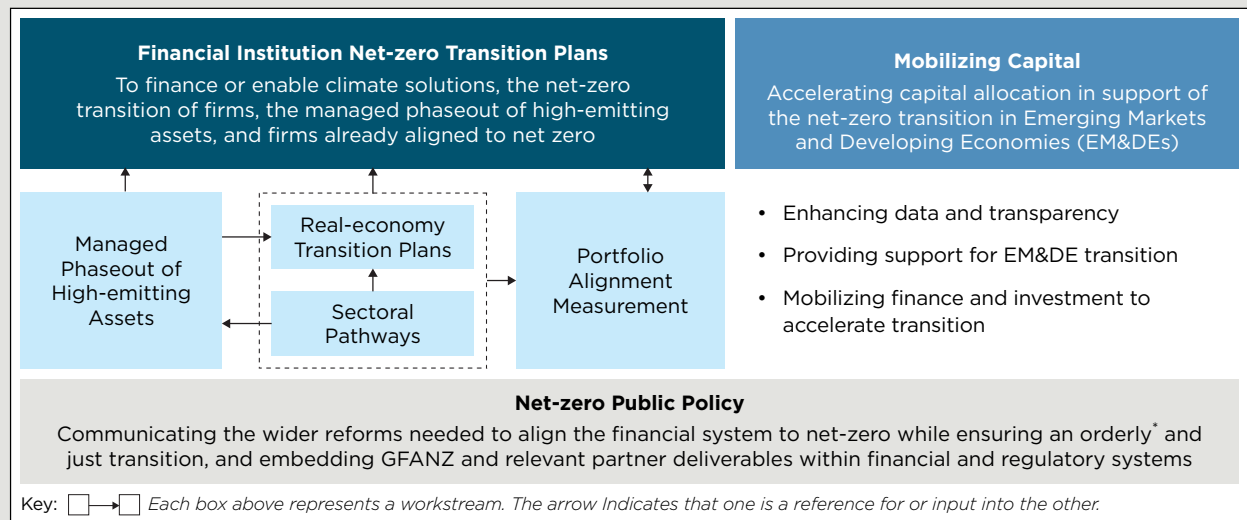 Financial Institution Net-zero Transition Plans
To finance or enable climate solutions, the net-zero
transition of firms, the managed phaseout of high-emitting
assets, and firms already aligned to net zero
Mobilizing Capital
Accelerating capital allocation in support of
the net-zero transition in Emerging Markets
and Developing Economies (EM&DEs)
Managed
Phaseout of
High-emitting
Assets
Real-economy
Transition Plans
Sectoral
Pathways
Portfolio
Alignment
Measurement
• Enhancing data and transparency
• Providing support for EM&DE transition
• Mobilizing finance and investment to
accelerate transition
Net-zero Public Policy
Communicating the wider reforms needed to align the financial system to net-zero while ensuring an orderly* and
just transition, and embedding GFANZ and relevant partner deliverables within financial and regulatory systems
Key: Each box above represents a workstream. The arrow Indicates that one is a reference for or input into the other.